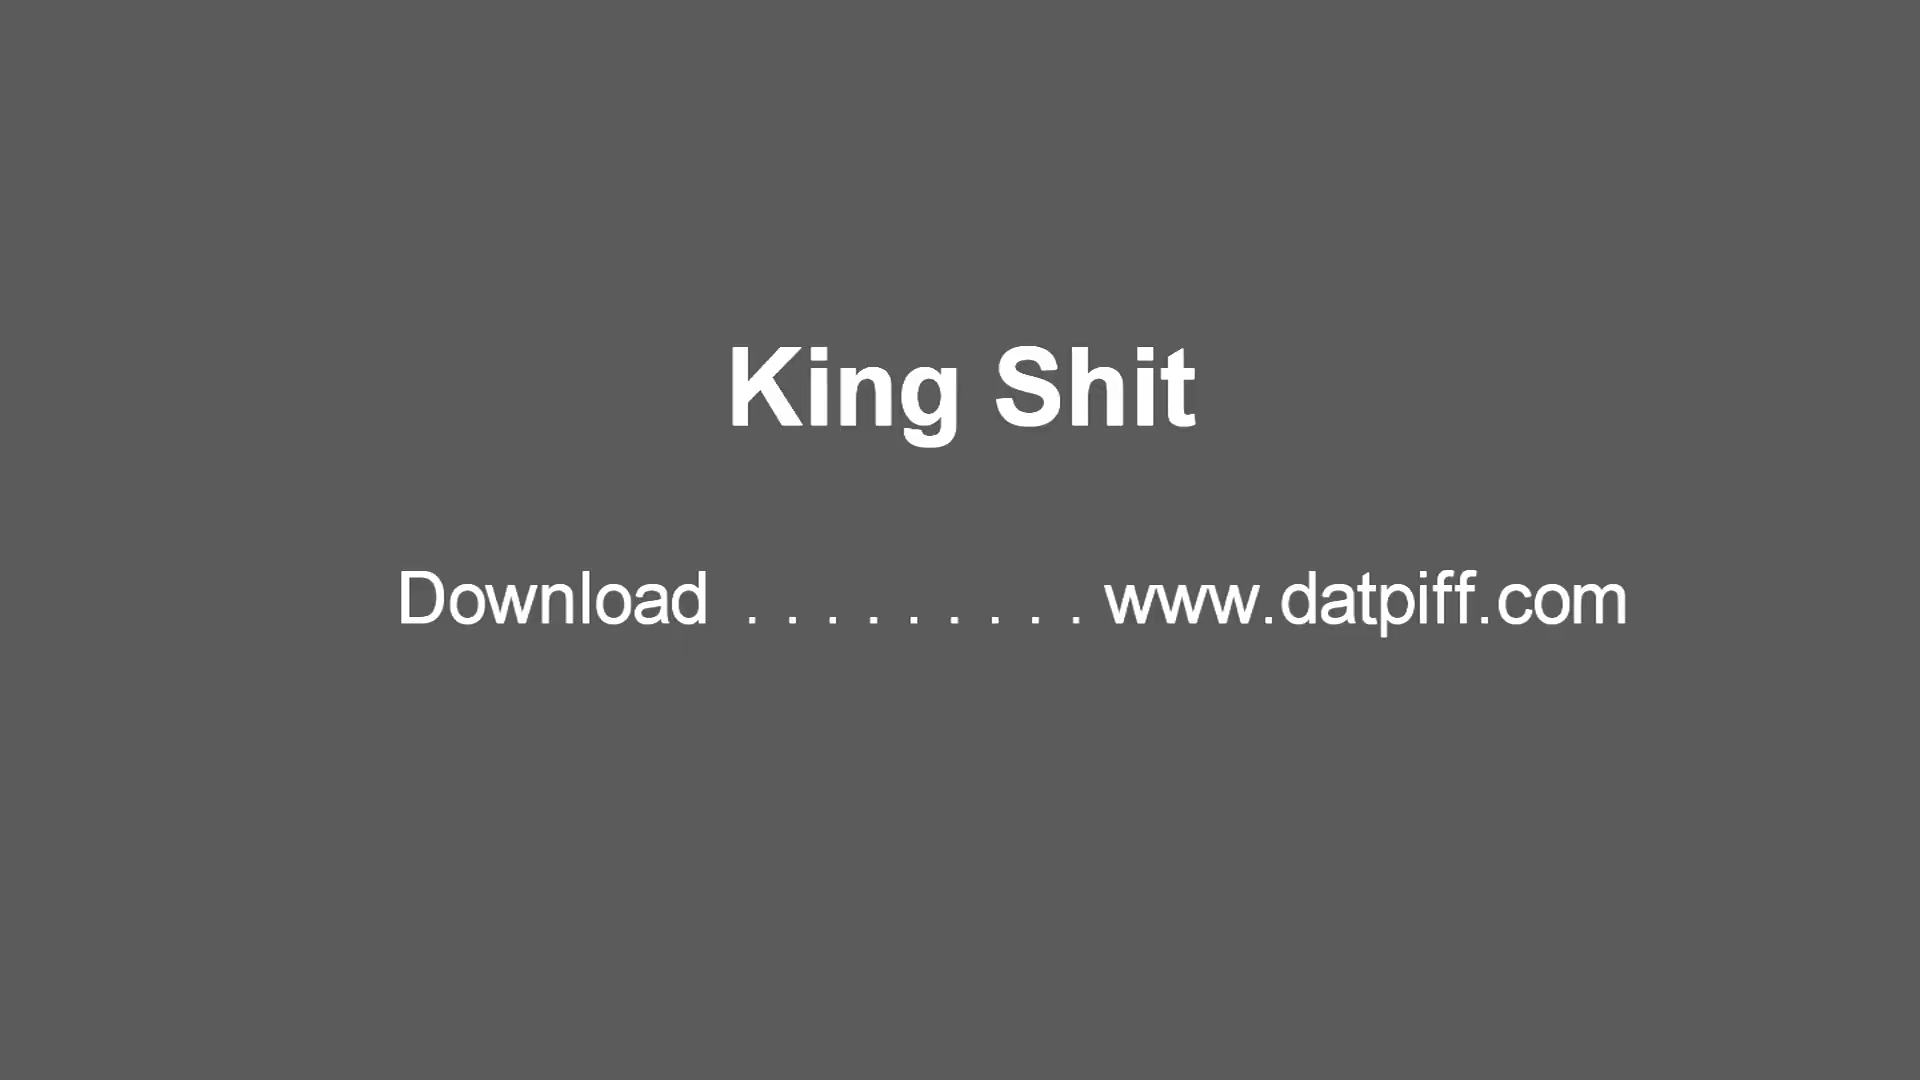 King Shit
Download . . . . . . . . . www.datpiff.com